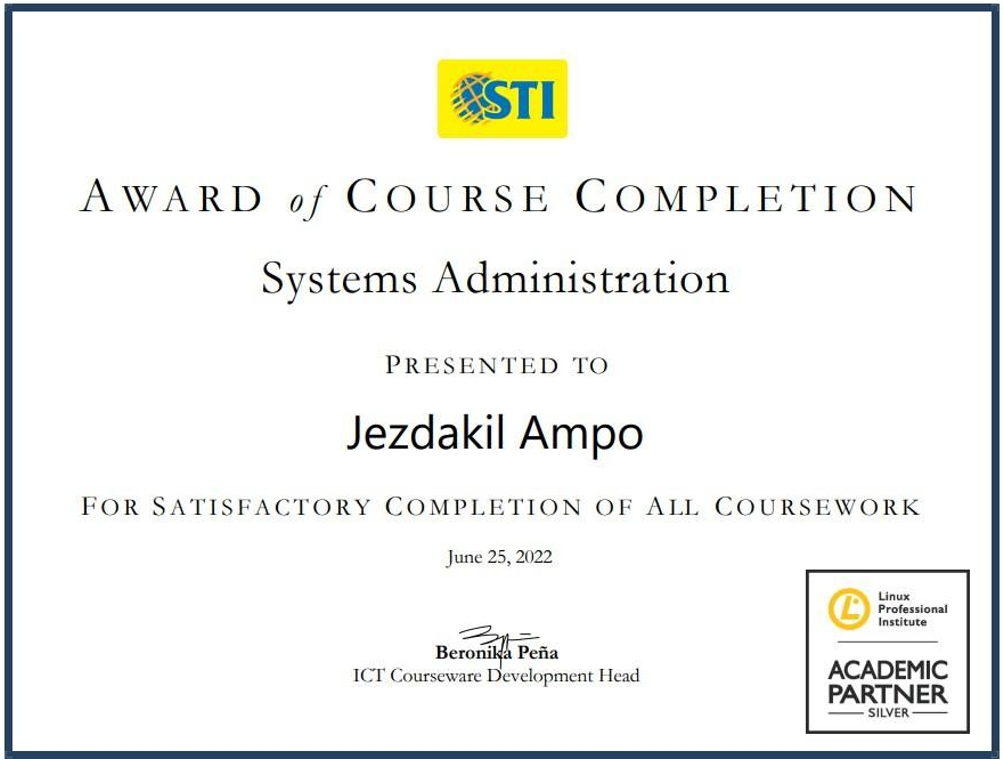 STI
AWARD of COURSE COMPLETION
Systems Administration
PRESENTED TO
Jezdakil Ampo
FOR SATISFACTORY COMPLETION OF ALL COURSEWORK
June 25, 2022
Beronika Peña
ICT Courseware Development Head
Linux
Professional
Institute
ACADEMIC
PARTNER
SILVER